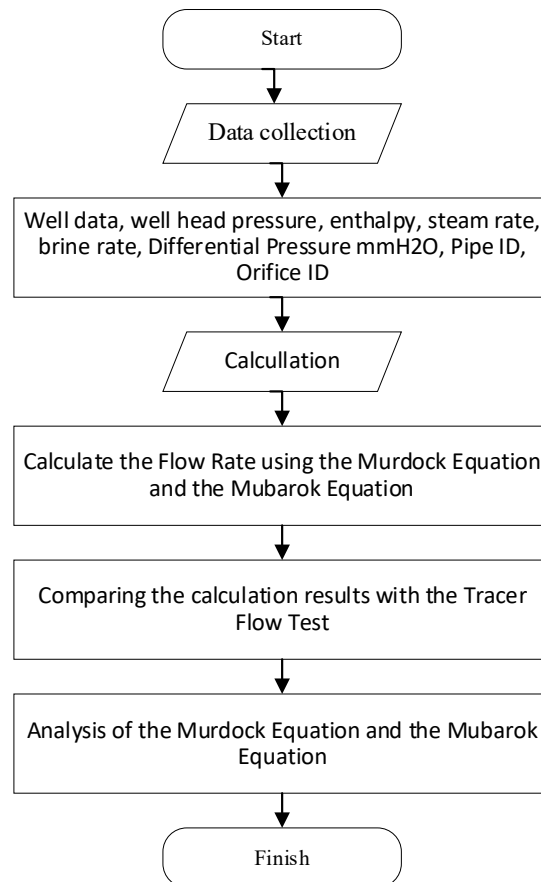 Start
Data collection
Well data, well head pressure, enthalpy, steam rate,
brine rate, Differential Pressure mmH2O, Pipe ID,
Orifice ID
Calcullation
Calculate the Flow Rate using the Murdock Equation
and the Mubarok Equation
Comparing the calculation results with the Tracer
Flow Test
Analysis of the Murdock Equation and the Mubarok
Equation
Finish